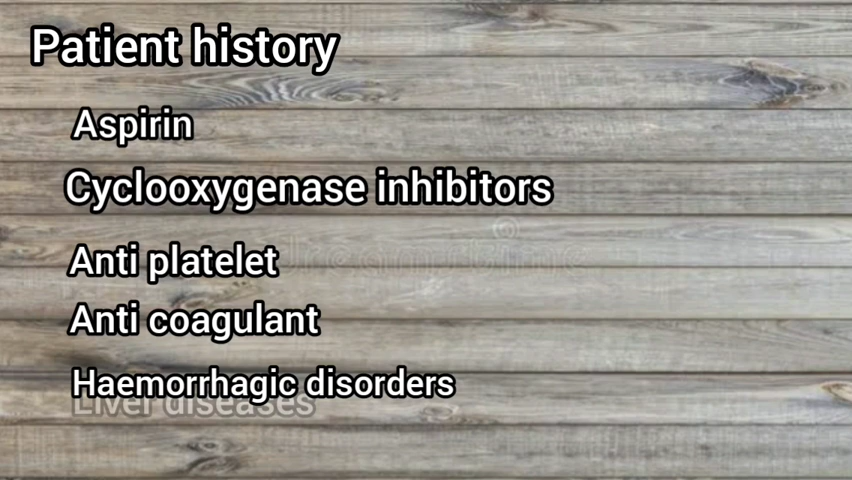 Patient history
Aspirin
Cyclooxygenase inhibitors
Anti platelet
Anti coagulant
Haemorrhagic disorders
Liver diseases